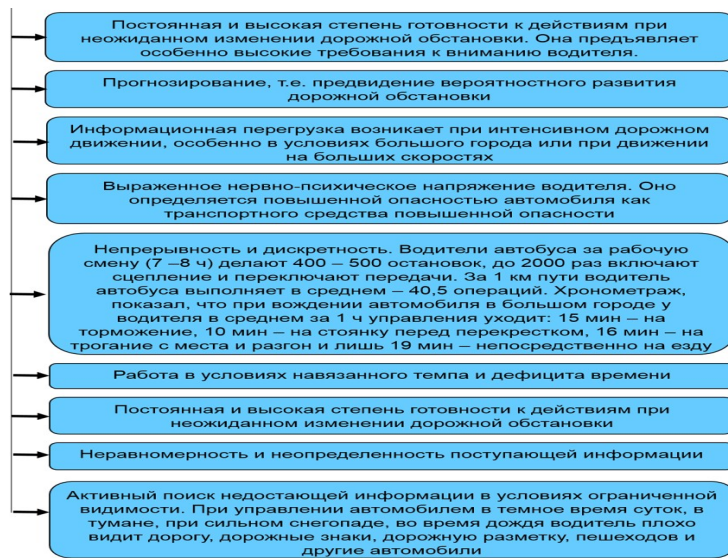 Постоянная и высокая степень готовности к действиям при
неожиданном изменении дорожной обстановки. Она предъявляет
особенно высокие требования к вниманию водителя.
Прогнозирование, т.е. предвидение вероятностного развития
дорожной обстановки
Информационная перегрузка возникает при интенсивном дорожном
движении, особенно в условиях большого города или при движении
на больших скоростях
Выраженное нервно-психическое напряжение водителя. Оно
определяется повышенной опасностью автомобиля как
транспортного средства повышенной опасности
Непрерывность и дискретность. Водители автобуса за рабочую
смену (7 –8 ч) делают 400 – 500 остановок, до 2000 раз включают
сцепление и переключают передачи. За 1 км пути водитель
автобуса выполняет в среднем – 40,5 операций. Хронометраж,
показал, что при вождении автомобиля в большом городе у
водителя в среднем за 1 ч управления уходит: 15 мин – на
торможение, 10 мин – на стоянку перед перекрестком, 16 мин – на
трогание с места и разгон и лишь 19 мин – непосредственно на езду
Работа в условиях навязанного темпа и дефицита времени
Постоянная и высокая степень готовности к действиям при
неожиданном изменении дорожной обстановки
Неравномерность и неопределенность поступающей информации
Активный поиск недостающей информации в условиях ограниченной
видимости. При управлении автомобилем в темное время суток, в
тумане, при сильном снегопаде, во время дождя водитель плохо
видит дорогу, дорожные знаки, дорожную разметку, пешеходов и
другие автомобили